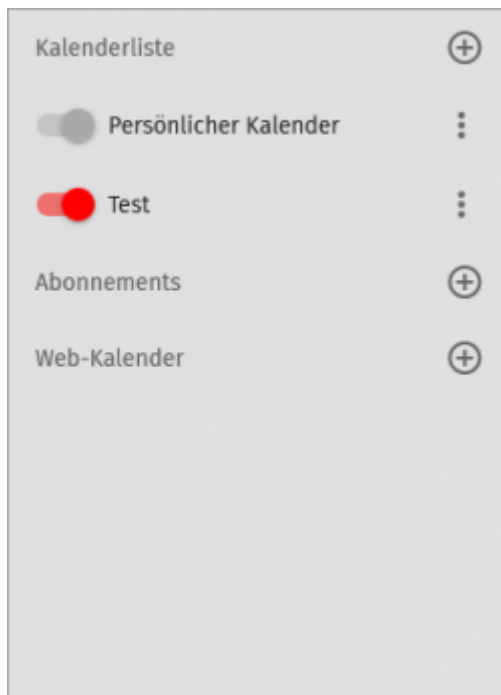 Kalenderliste
Persönlicher Kalender
Test
Abonnements
Web-Kalender